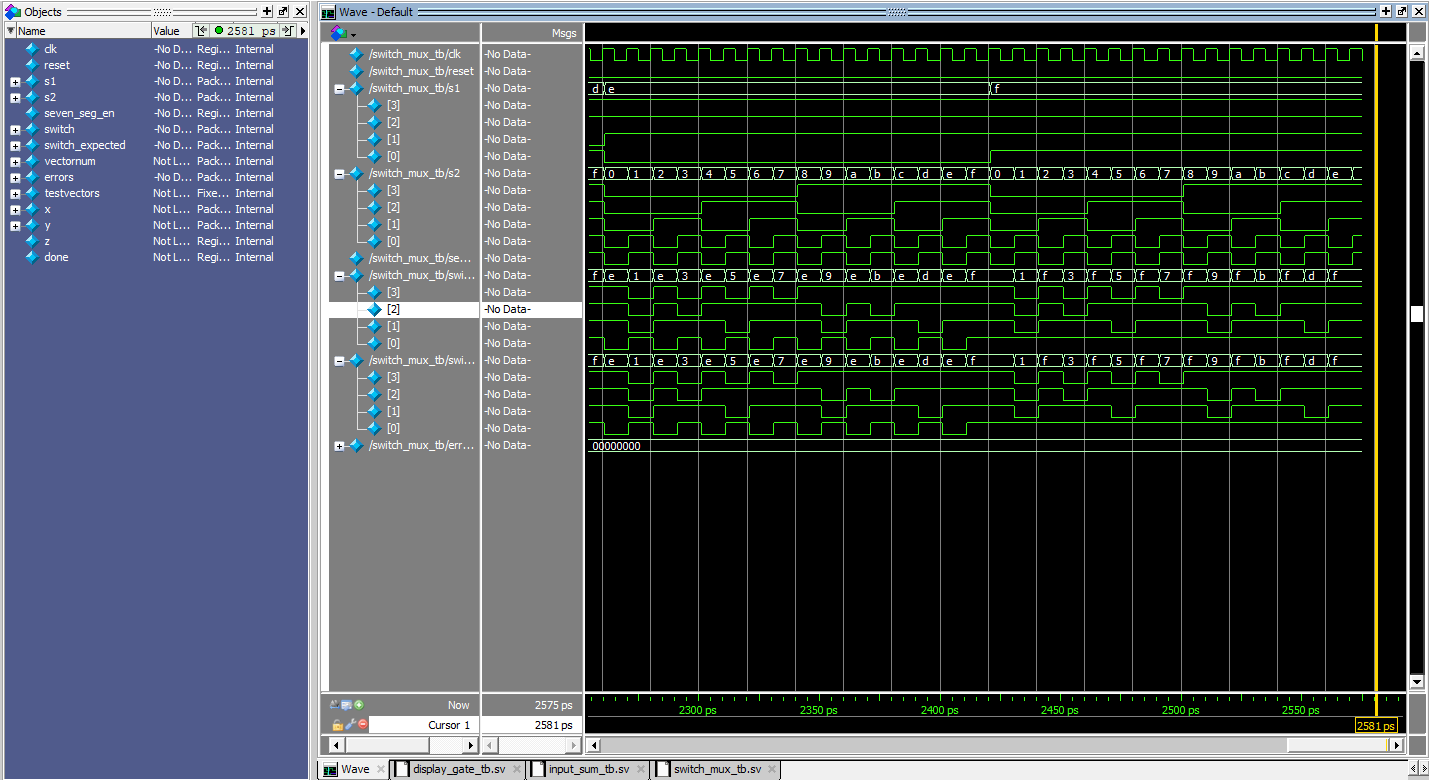 Objects
Name Value 2581 ps
clk -No D... Regi... Internal
reset -No D... Regi... Internal
s1 -No D... Pack... Internal
s2 -No D... Pack... Internal
seven_seg_en -No D... Regi... Internal
switch -No D... Pack... Internal
switch_expected -No D... Pack... Internal
vectornum Not L... Pack... Internal
errors -No D... Pack... Internal
testvectors Not L... Fixe... Internal
x Not L... Pack... Internal
y Not L... Pack... Internal
z Not L... Regi... Internal
done Not L... Regi... Internal
Wave - Default
Msgs
/switch_mux_tb/clk -No Data-
/switch_mux_tb/reset -No Data-
/switch_mux_tb/s1 -No Data- d e f
[3] -No Data-
[2] -No Data-
[1] -No Data-
[0] -No Data-
/switch_mux_tb/s2 -No Data- f 0 1 2 3 4 5 6 7 8 9 a b c d e f 0 1 2 3 4 5 6 7 8 9 a b c d e
[3] -No Data-
[2] -No Data-
[1] -No Data-
[0] -No Data-
/switch_mux_tb/se... -No Data-
/switch_mux_tb/swi... -No Data- f e 1 e 3 e 5 e 7 e 9 e b e d e f 1 f 3 f 5 f 7 f 9 f b f d f
[3] -No Data-
[2] -No Data-
[1] -No Data-
[0] -No Data-
/switch_mux_tb/swi... -No Data- f e 1 e 3 e 5 e 7 e 9 e b e d e f 1 f 3 f 5 f 7 f 9 f b f d f
[3] -No Data-
[2] -No Data-
[1] -No Data-
[0] -No Data-
/switch_mux_tb/err... -No Data- 00000000
Now 2575 ps 2300 ps 2350 ps 2400 ps 2450 ps 2500 ps 2550 ps
Cursor 1 2581 ps 2581 ps
Wave display_gate_tb.sv input_sum_tb.sv switch_mux_tb.sv